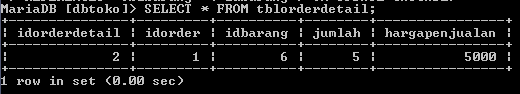 MariaDB [dbtoko]> SELECT * FROM tblorderdetail;
+---------------+---------+----------+--------+----------------+
| idorderdetail | idorder | idbarang | jumlah | hargapenjualan |
+---------------+---------+----------+--------+----------------+
|             2 |       1 |        6 |      5 |           5000 |
+---------------+---------+----------+--------+----------------+
1 row in set (0.00 sec)